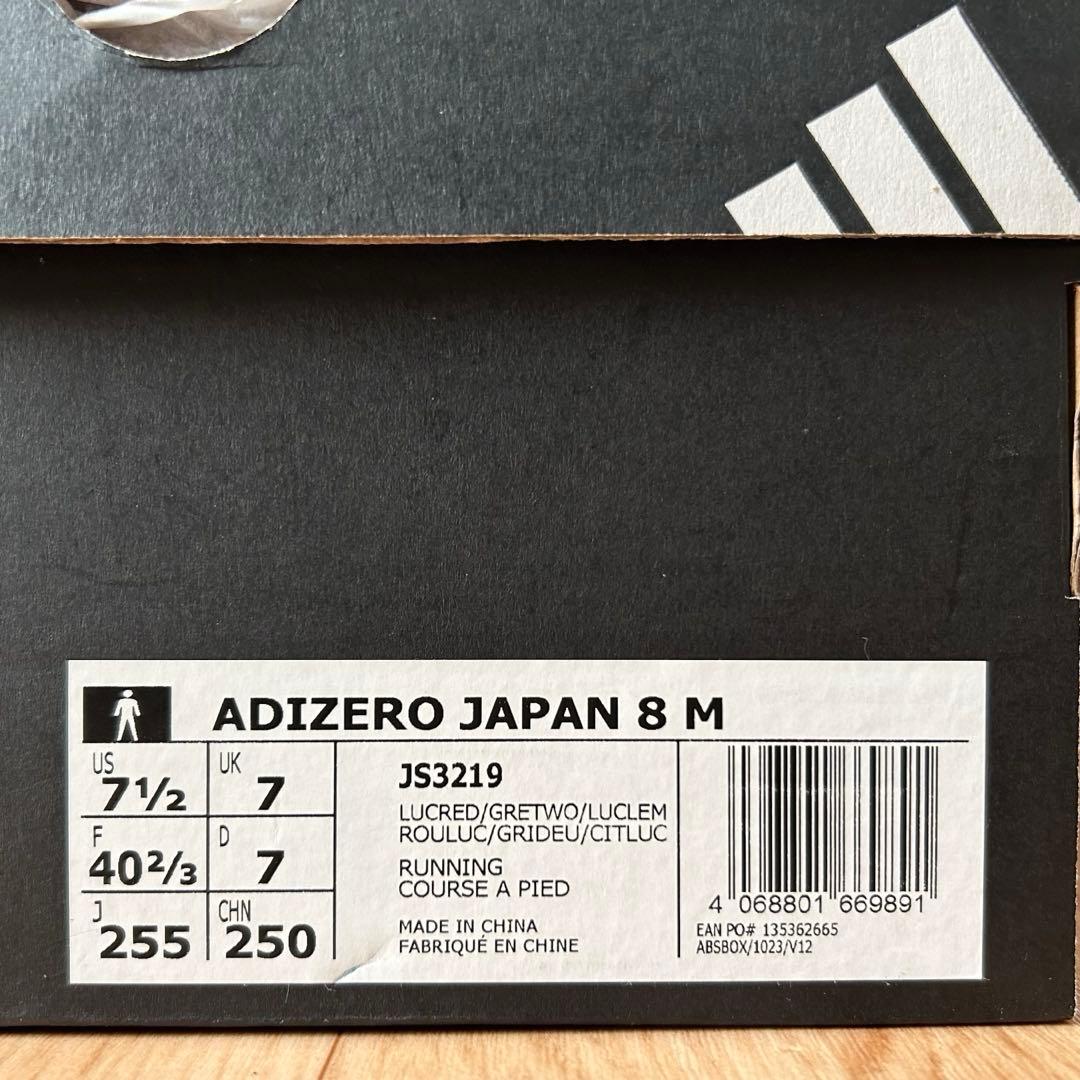 ADIZERO JAPAN 8 M
US
7½
UK
7
F
40⅔
D
7
J
255
CHN
250
JS3219
LUCRED/GRETWO/LUCLEM
ROULUC/GRIDEU/CITLUC
RUNNING
COURSE A PIED
MADE IN CHINA
FABRIQUÉ EN CHINE
4 068801 669891
EAN PO# 135362665
ABSBOX/1023/V12